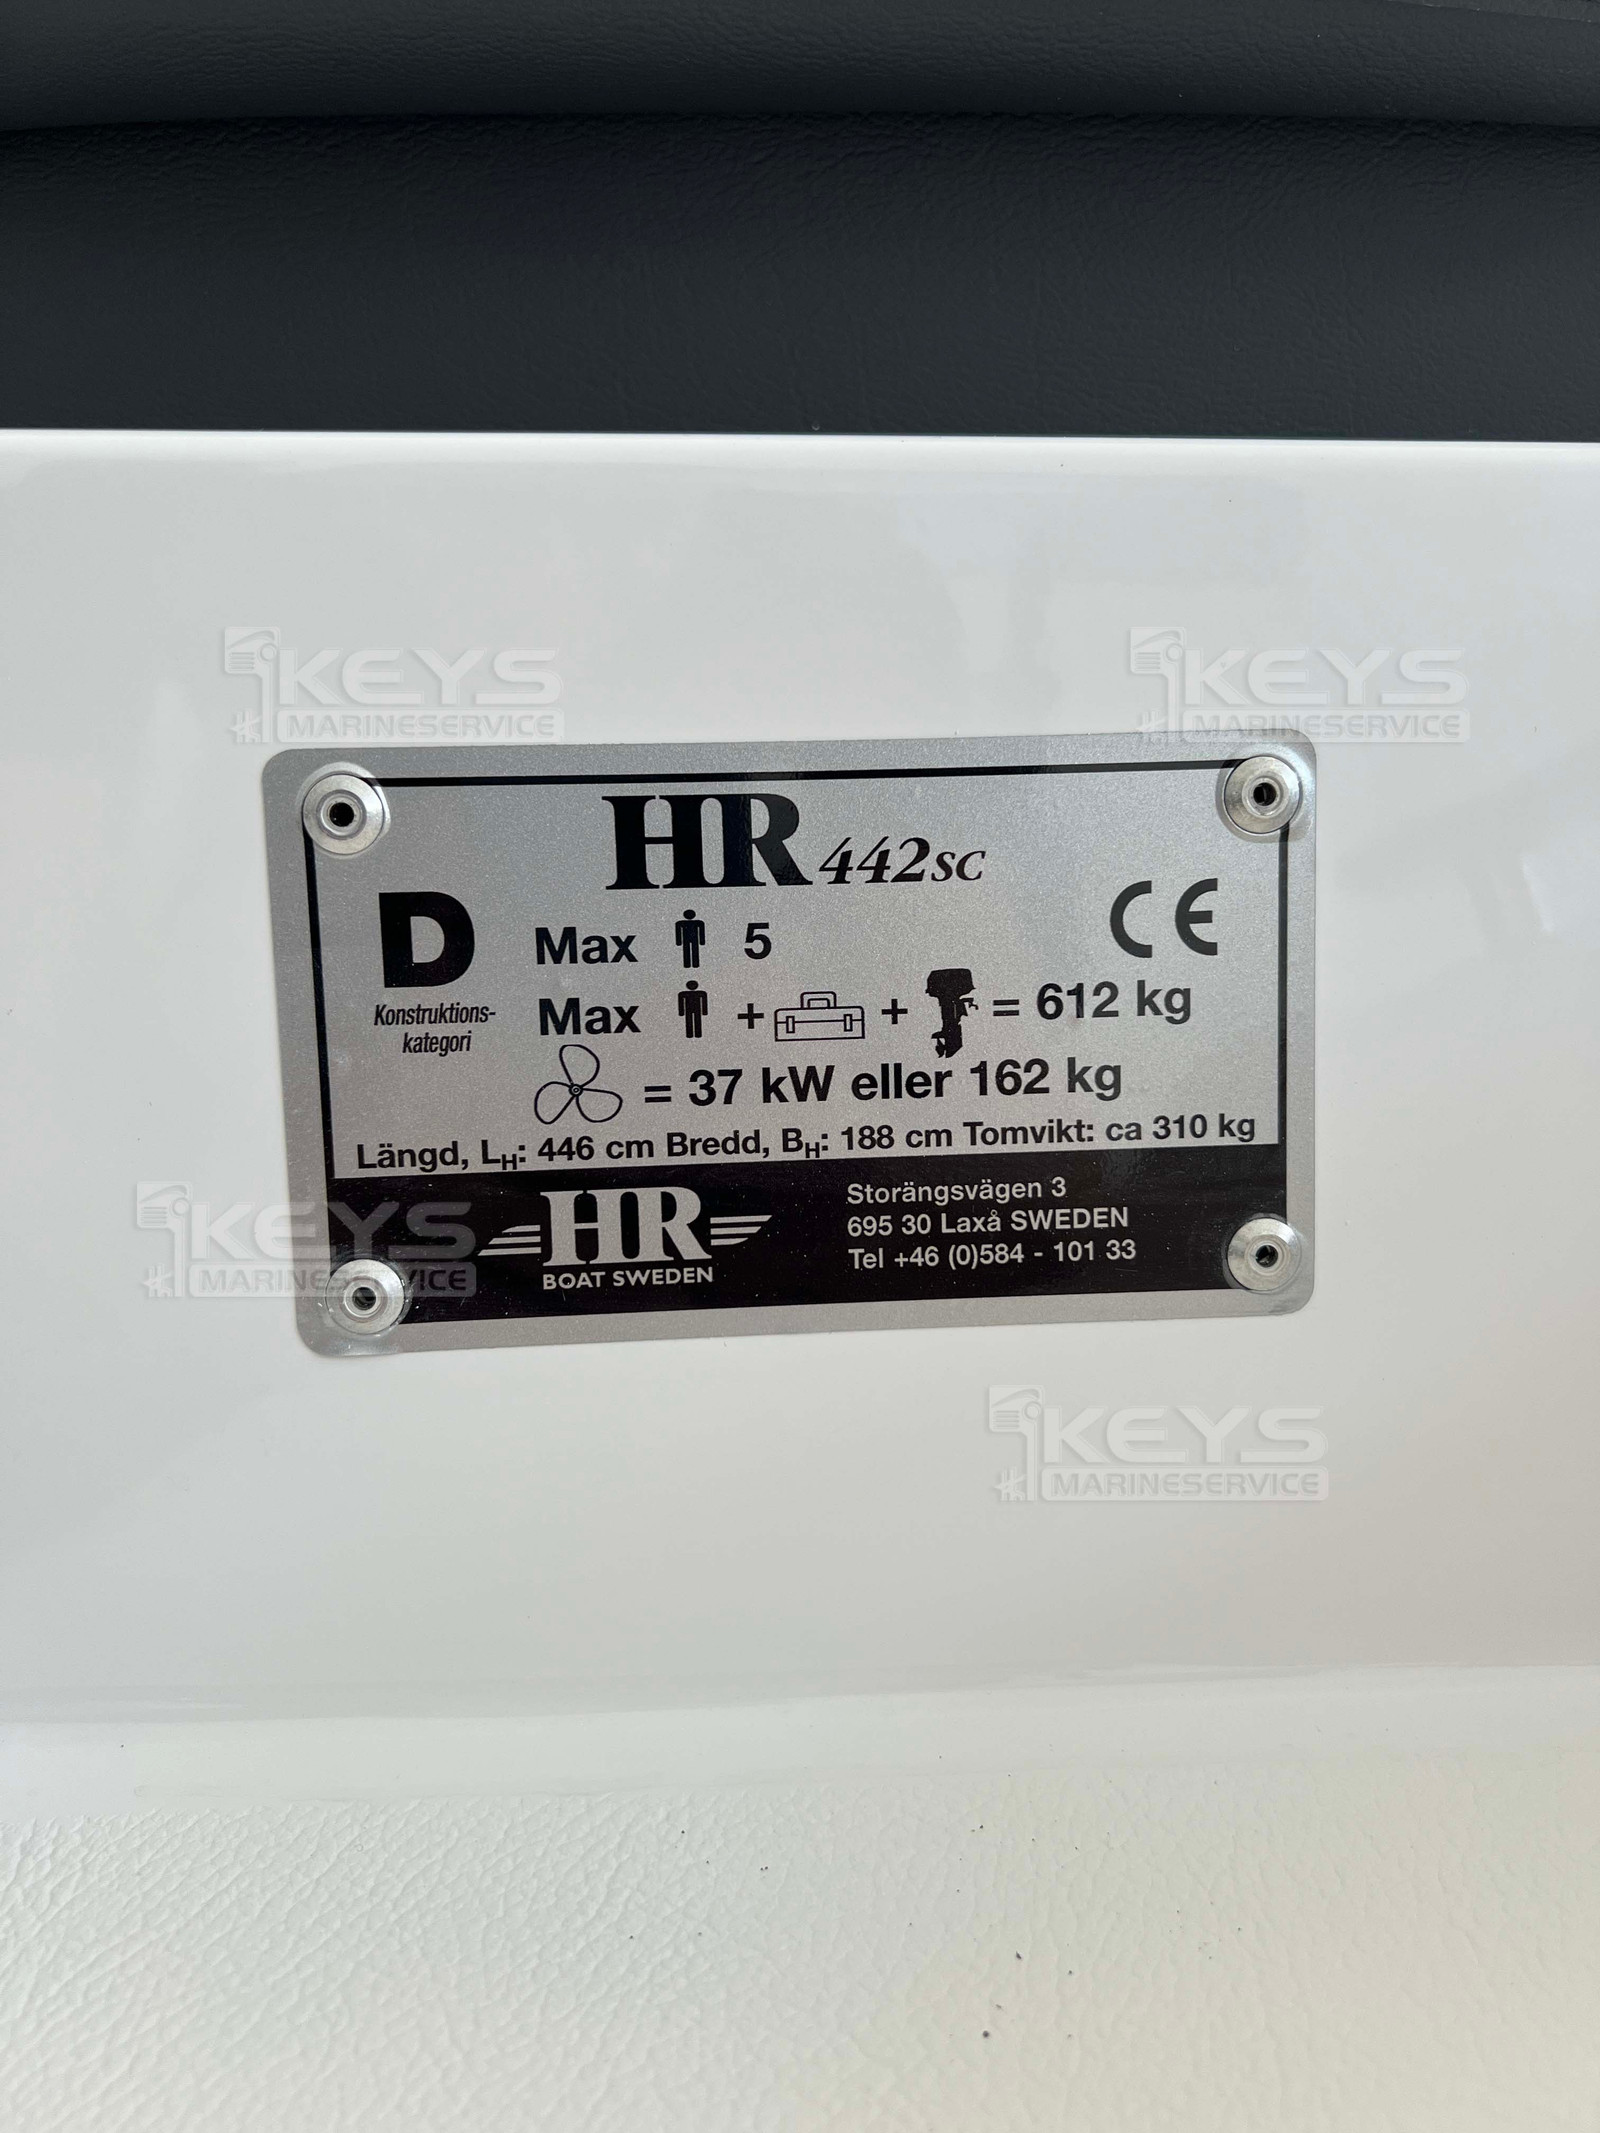 KEYS
MARINESERVICE
KEYS
MARINESERVICE
HR 442SC
D
Konstruktions-
kategori
Max 5
CE
Max + + = 612 kg
= 37 kW eller 162 kg
Längd, LH: 446 cm Bredd, BH: 188 cm Tomvikt: ca 310 kg
HR
BOAT SWEDEN
Storängsvägen 3
695 30 Laxå SWEDEN
Tel +46 (0)584 - 101 33
KEYS
MARINESERVICE
KEYS
MARINESERVICE